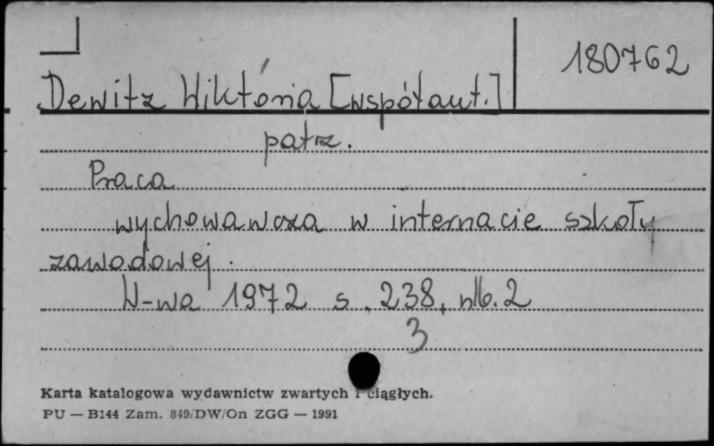 180762
Dewitz Wiktória [współaut.]
patrz.
Praca
wychowawcza w internacie szkoły
zawodowej.
W-wa 1972 s. 238, nlb. 2
3
Karta katalogowa wydawnictw zwartych i ciągłych.
PU — B144 Zam. 849/DW/On ZGG — 1991